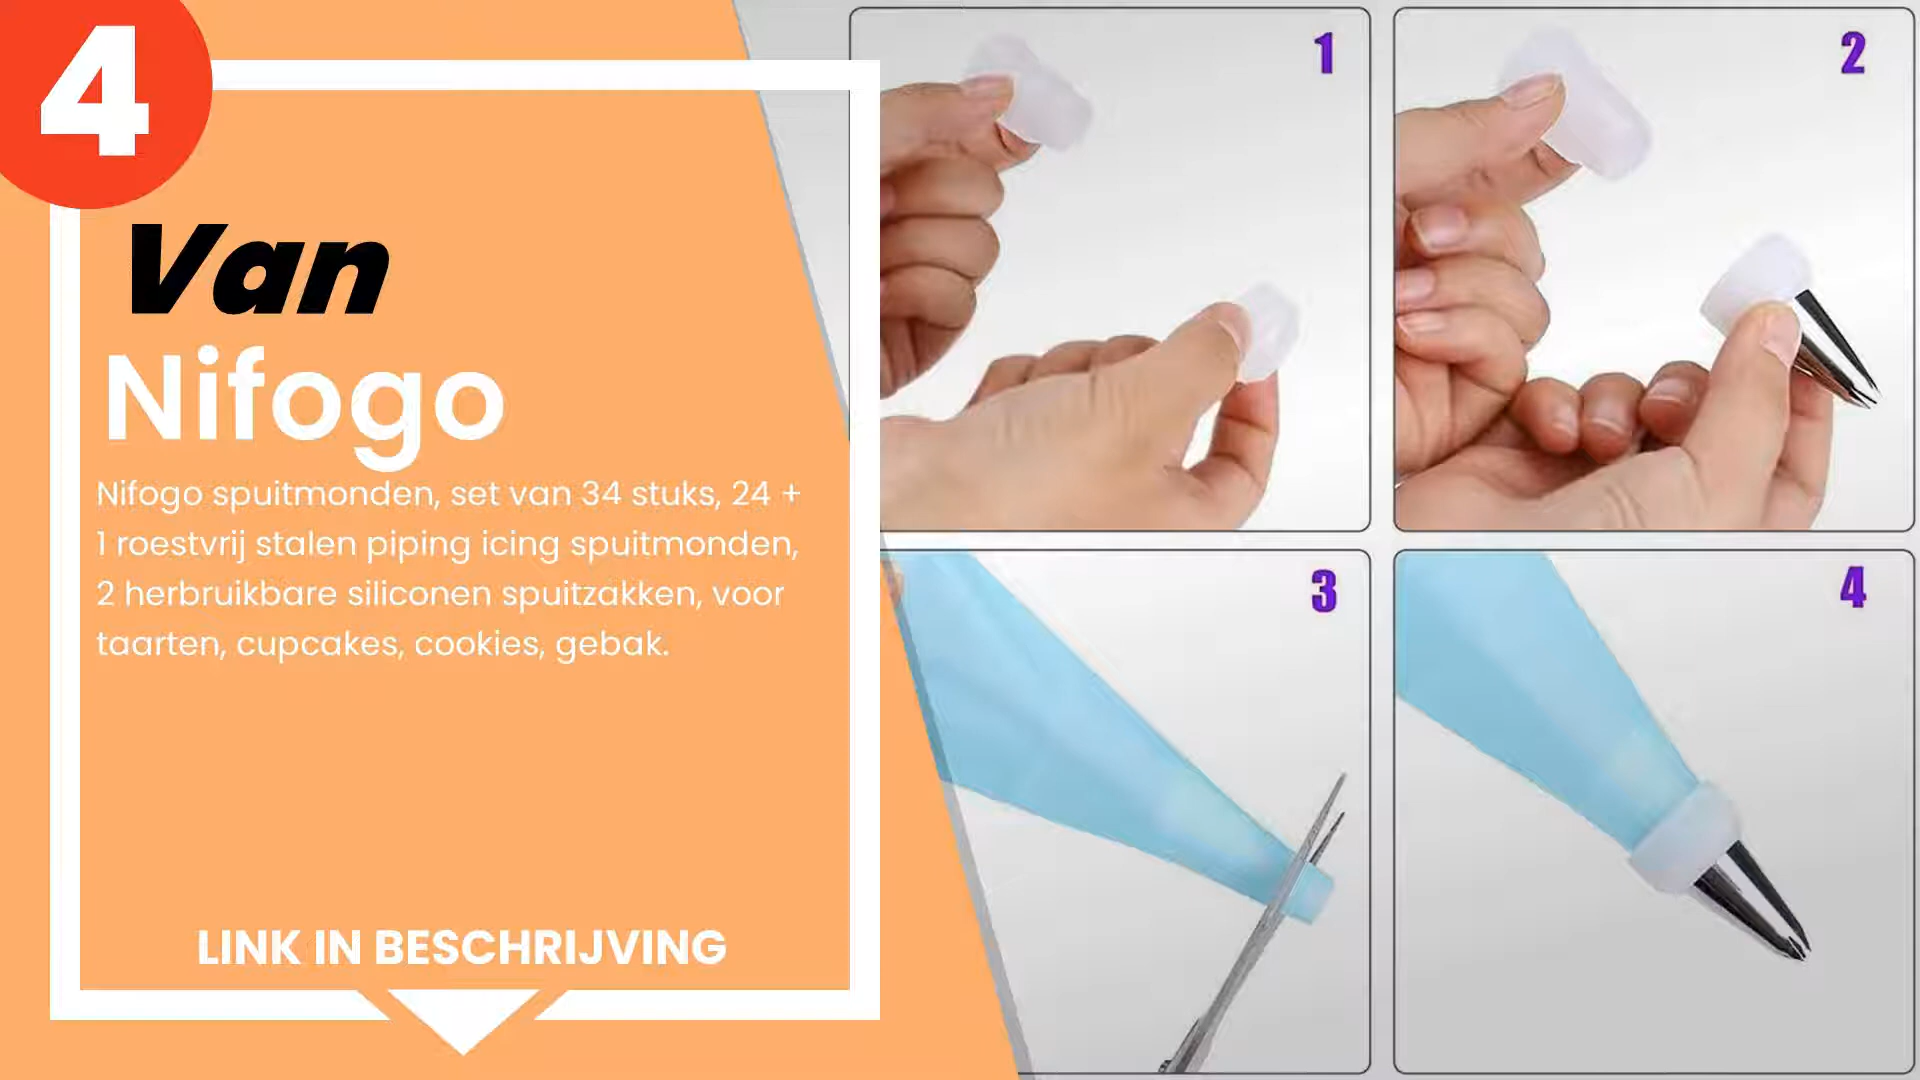 4
Van
Nifogo
Nifogo spuitmonden, set van 34 stuks, 24 +
1 roestvrij stalen piping icing spuitmonden,
2 herbruikbare siliconen spuitzakken, voor
taarten, cupcakes, cookies, gebak.
LINK IN BESCHRIJVING
1
2
3
4